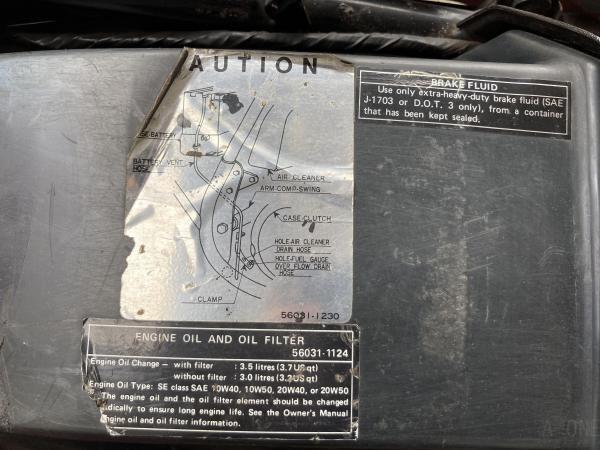 AUTION
BRAKE FLUID
Use only extra-heavy-duty brake fluid (SAE
J-1703 or D.O.T. 3 only), from a container
that has been kept sealed.
SE-BATTERY
BATTERY VENT
HOSE
AIR CLEANER
ARM-COMP-SWING
CASE-CLUTCH
HOLE-AIR CLEANER
DRAIN HOSE
HOLE-FUEL GAUGE
OVER FLOW DRAIN
HOSE
CLAMP
56031-1230
ENGINE OIL AND OIL FILTER
56031-1124
Engine Oil Change - with filter : 3.5 litres (3.7US qt)
without filter : 3.0 litres (3.2US qt)
Engine Oil Type: SE class SAE 10W40, 10W50, 20W40, or 20W50
The engine oil and the oil filter element should be changed
dically to ensure long engine life. See the Owner's Manual
ngine oil and oil filter information.